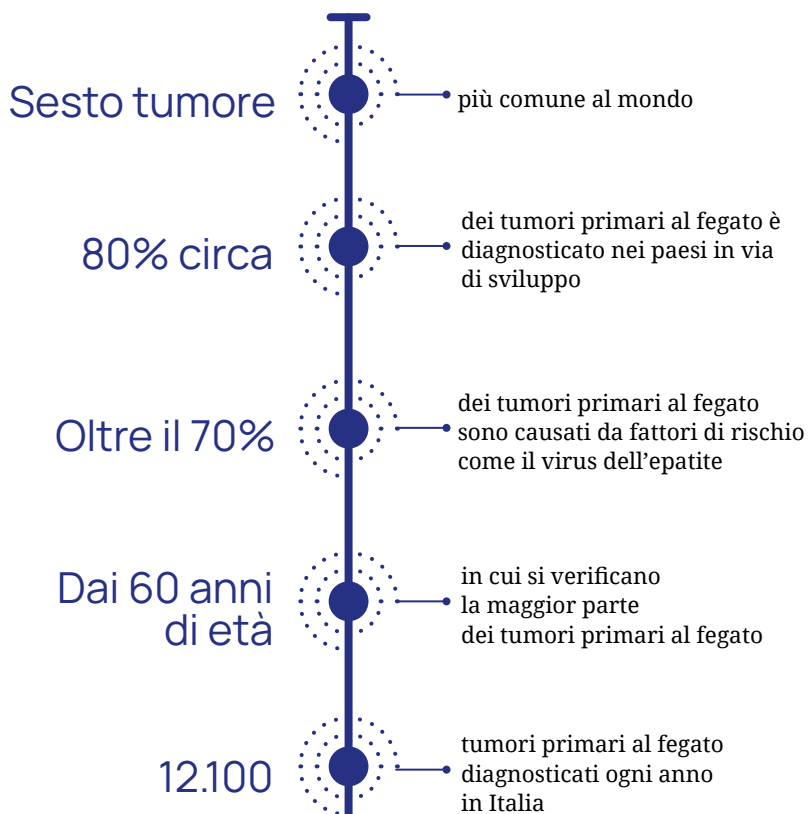 Sesto tumore
più comune al mondo
80% circa
dei tumori primari al fegato è
diagnosticato nei paesi in via
di sviluppo
Oltre il 70%
dei tumori primari al fegato
sono causati da fattori di rischio
come il virus dell’epatite
Dai 60 anni
di età
in cui si verificano
la maggior parte
dei tumori primari al fegato
12.100
tumori primari al fegato
diagnosticati ogni anno
in Italia